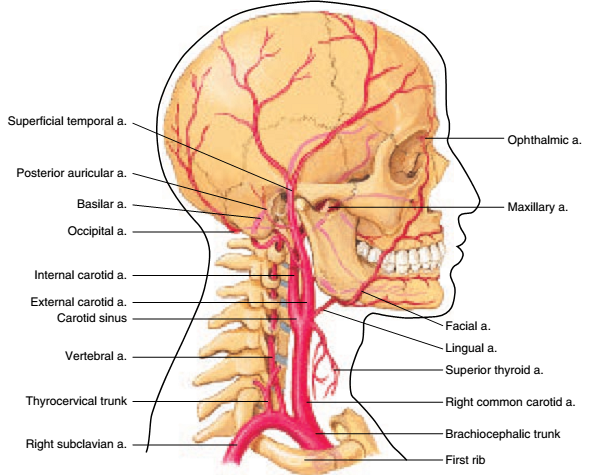 Superficial temporal a.
Posterior auricular a.
Basilar a.
Occipital a.
Internal carotid a.
External carotid a.
Carotid sinus
Vertebral a.
Thyrocervical trunk
Right subclavian a.
Ophthalmic a.
Maxillary a.
Facial a.
Lingual a.
Superior thyroid a.
Right common carotid a.
Brachiocephalic trunk
First rib